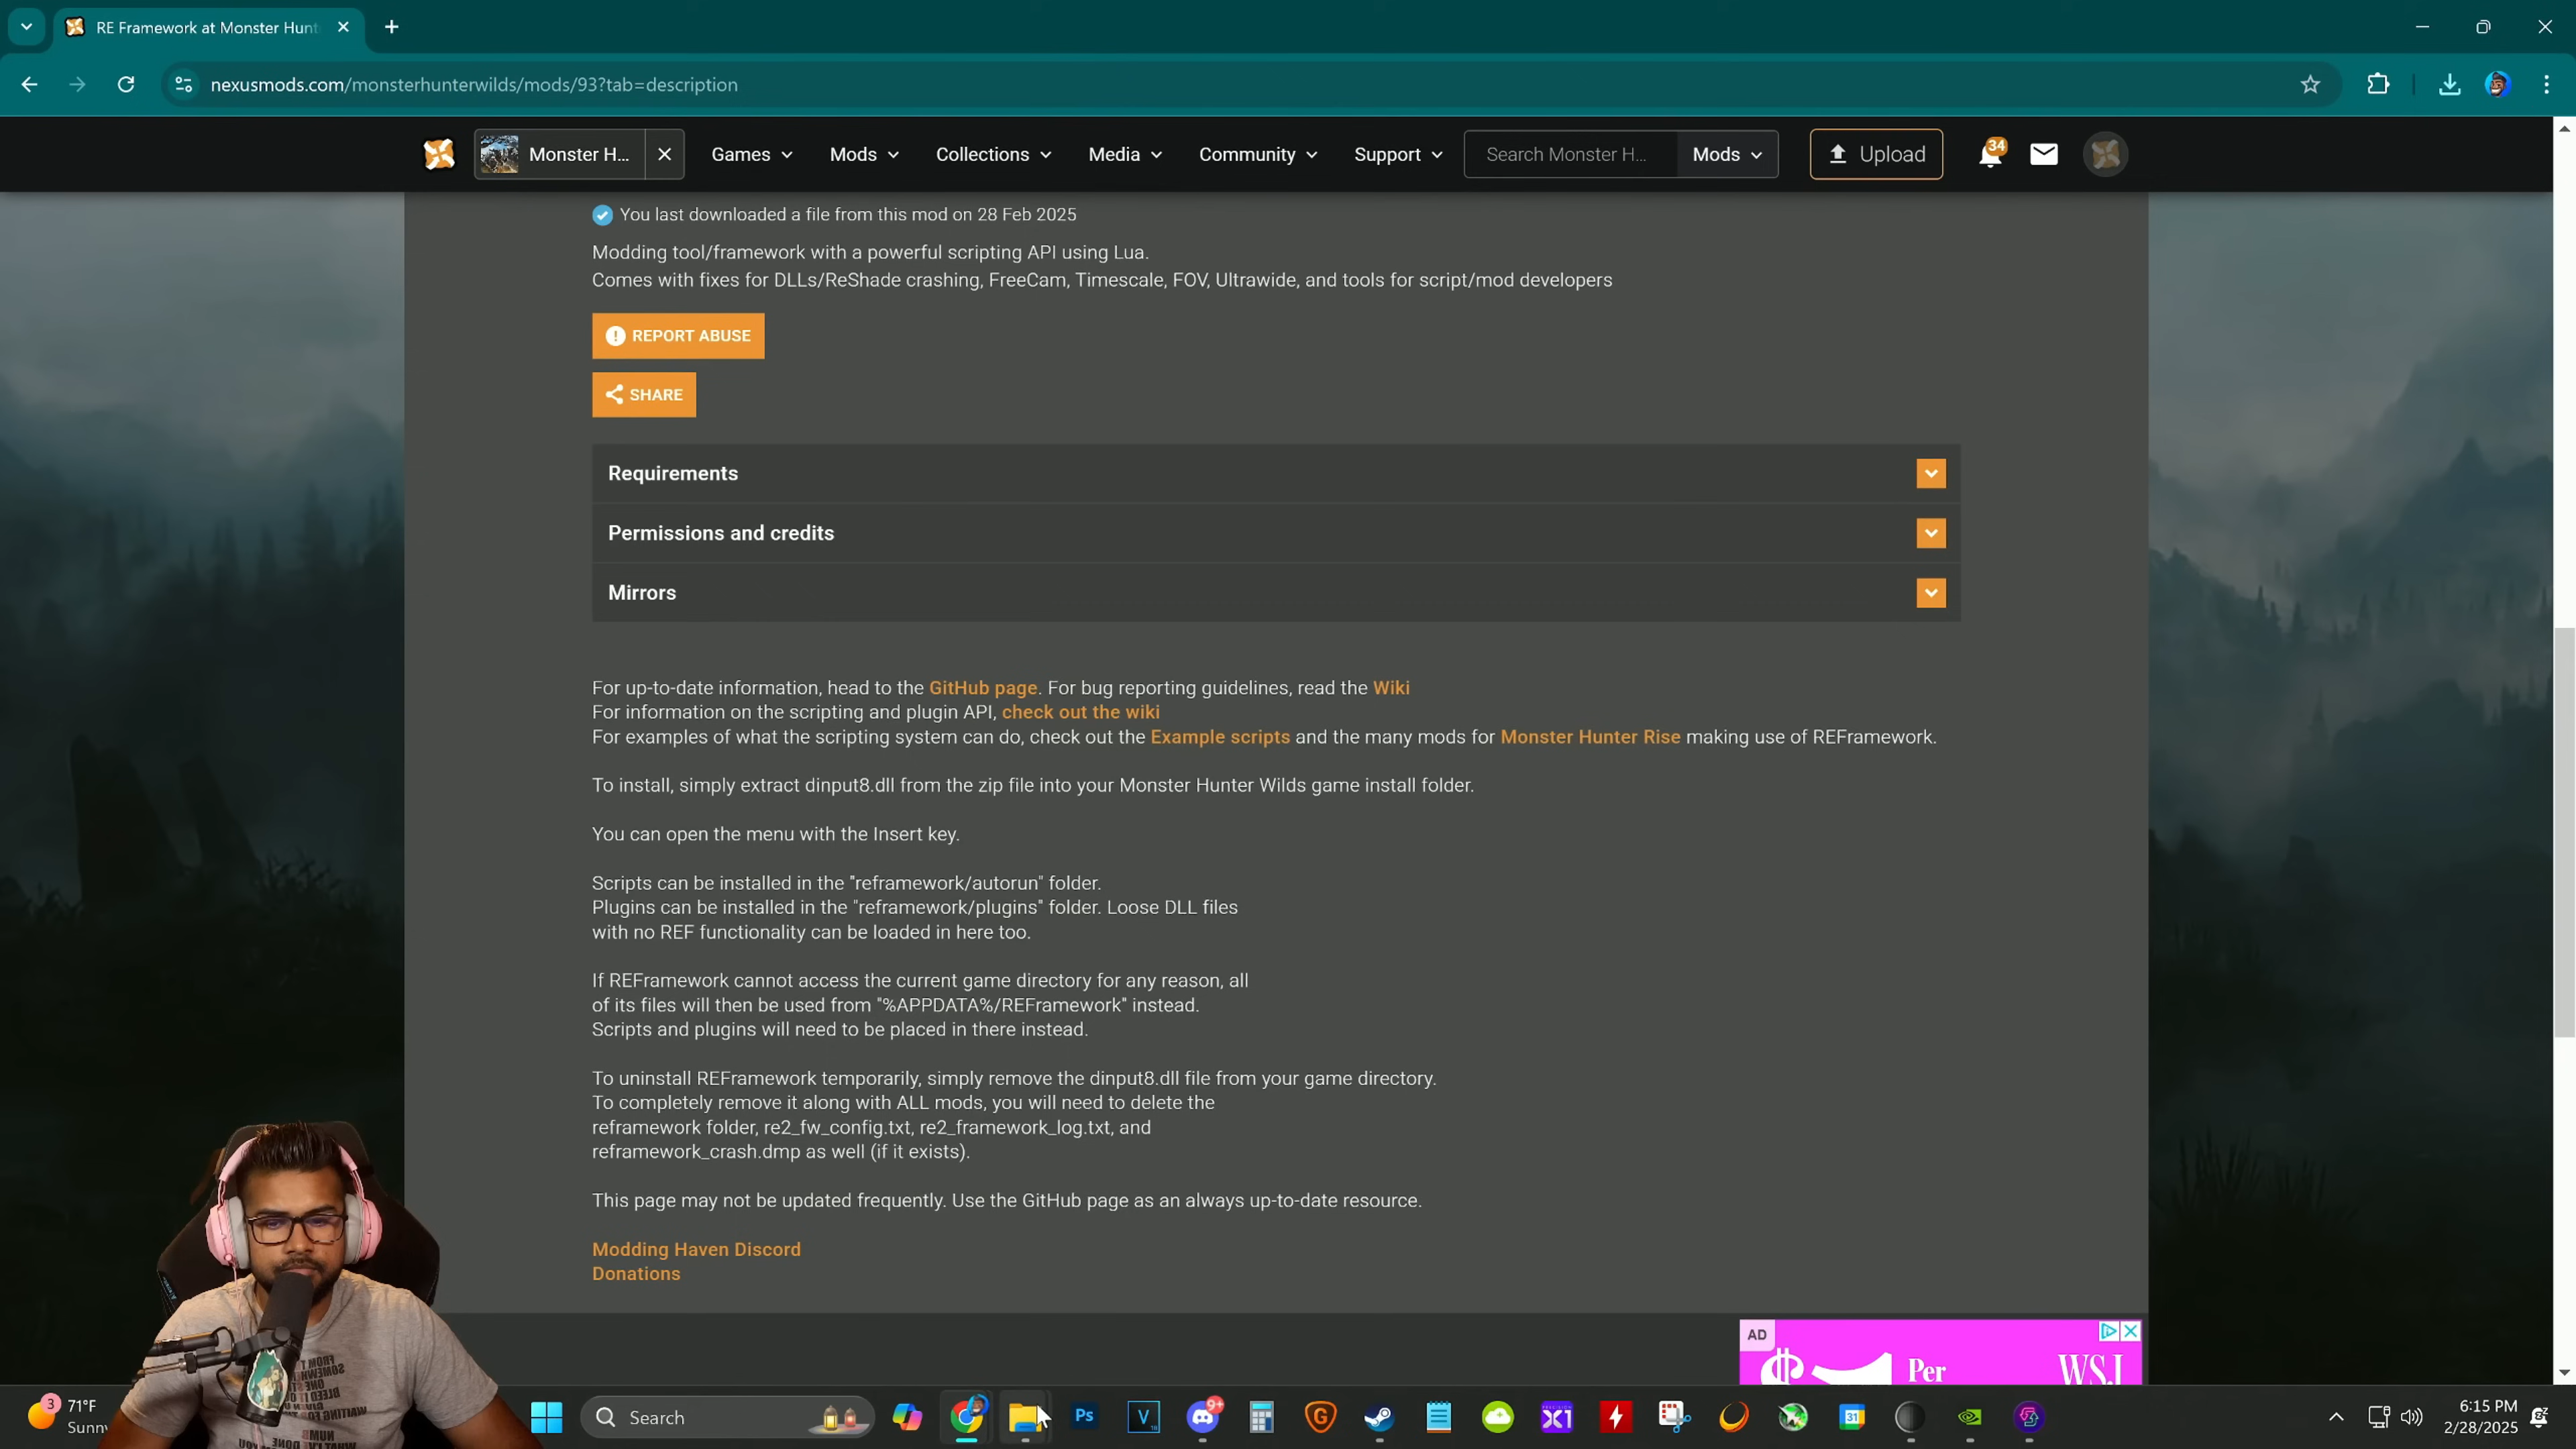 RE Framework at Monster Hunt
nexusmods.com/monsterhunterwilds/mods/93?tab=description
Monster H...
Games
Mods
Collections
Media
Community
Support
Search Monster H...
Mods
Upload
34
You last downloaded a file from this mod on 28 Feb 2025
Modding tool/framework with a powerful scripting API using Lua.
Comes with fixes for DLLs/ReShade crashing, FreeCam, Timescale, FOV, Ultrawide, and tools for script/mod developers
REPORT ABUSE
SHARE
Requirements
Permissions and credits
Mirrors
For up-to-date information, head to the GitHub page. For bug reporting guidelines, read the Wiki
For information on the scripting and plugin API, check out the wiki
For examples of what the scripting system can do, check out the Example scripts and the many mods for Monster Hunter Rise making use of REFramework.
To install, simply extract dinput8.dll from the zip file into your Monster Hunter Wilds game install folder.
You can open the menu with the Insert key.
Scripts can be installed in the "reframework/autorun" folder.
Plugins can be installed in the "reframework/plugins" folder. Loose DLL files
with no REF functionality can be loaded in here too.
If REFramework cannot access the current game directory for any reason, all
of its files will then be used from "%APPDATA%/REFramework" instead.
Scripts and plugins will need to be placed in there instead.
To uninstall REFramework temporarily, simply remove the dinput8.dll file from your game directory.
To completely remove it along with ALL mods, you will need to delete the
reframework folder, re2_fw_config.txt, re2_framework_log.txt, and
reframework_crash.dmp as well (if it exists).
This page may not be updated frequently. Use the GitHub page as an always up-to-date resource.
Modding Haven Discord
Donations
AD
Per
WSJ
3
71°F
Sunny
Search
Ps
V
9+
G
X1
31
6:15 PM
2/28/2025